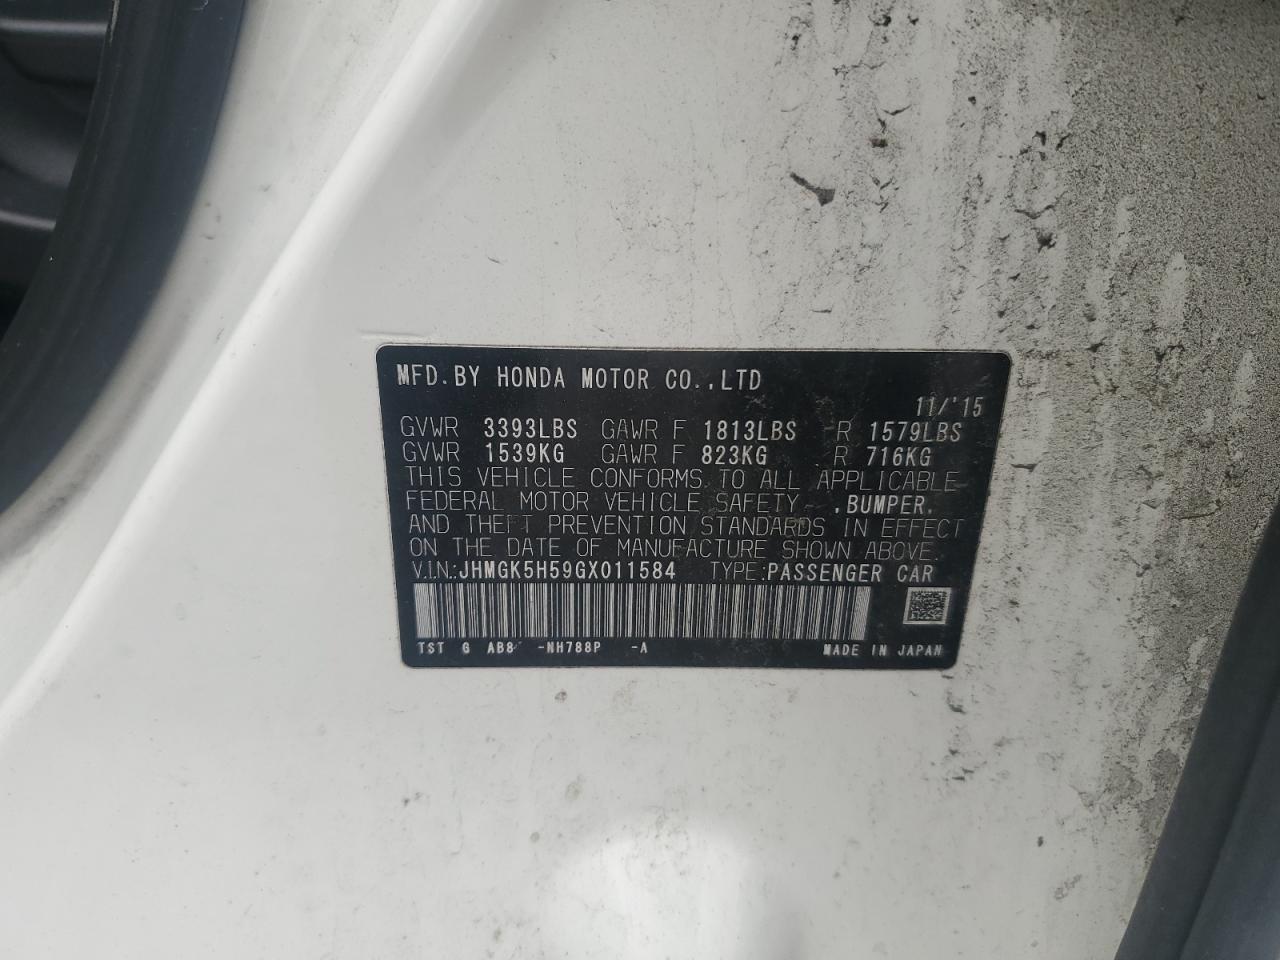 MFD.BY HONDA MOTOR CO.,LTD
11/'15
GVWR 3393LBS GAWR F 1813LBS R 1579LBS
GVWR 1539KG GAWR F 823KG R 716KG
THIS VEHICLE CONFORMS TO ALL APPLICABLE
FEDERAL MOTOR VEHICLE SAFETY ,BUMPER,
AND THEFT PREVENTION STANDARDS IN EFFECT
ON THE DATE OF MANUFACTURE SHOWN ABOVE.
V.I.N.:JHMGK5H59GX011584 TYPE:PASSENGER CAR
TST G AB8 -NH788P -A MADE IN JAPAN